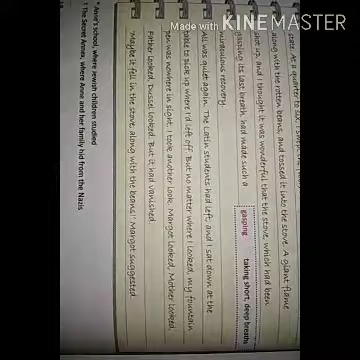 Made with KINEMASTER
state. At a quarter to six, I swept the
along with the rotten beans, and tossed it into the stove. A giant flame
shot up, and I thought it was wonderful that the stove, which had been
gasping its last breath, had made such a
miraculous recovery.
gasping taking short, deep breaths
All was quiet again. The Latin students had left, and I sat down at the
table to pick up where I'd left off. But no matter where I looked, my fountain
pen was nowhere in sight. I took another look. Margot looked, Mother looked,
Father looked, Dussel looked. But it had vanished.
"Maybe it fell in the stove, along with the beans!" Margot suggested.
* Anne's school, where Jewish children studied
† The Secret Annex, where Anne and her family hid from the Nazis